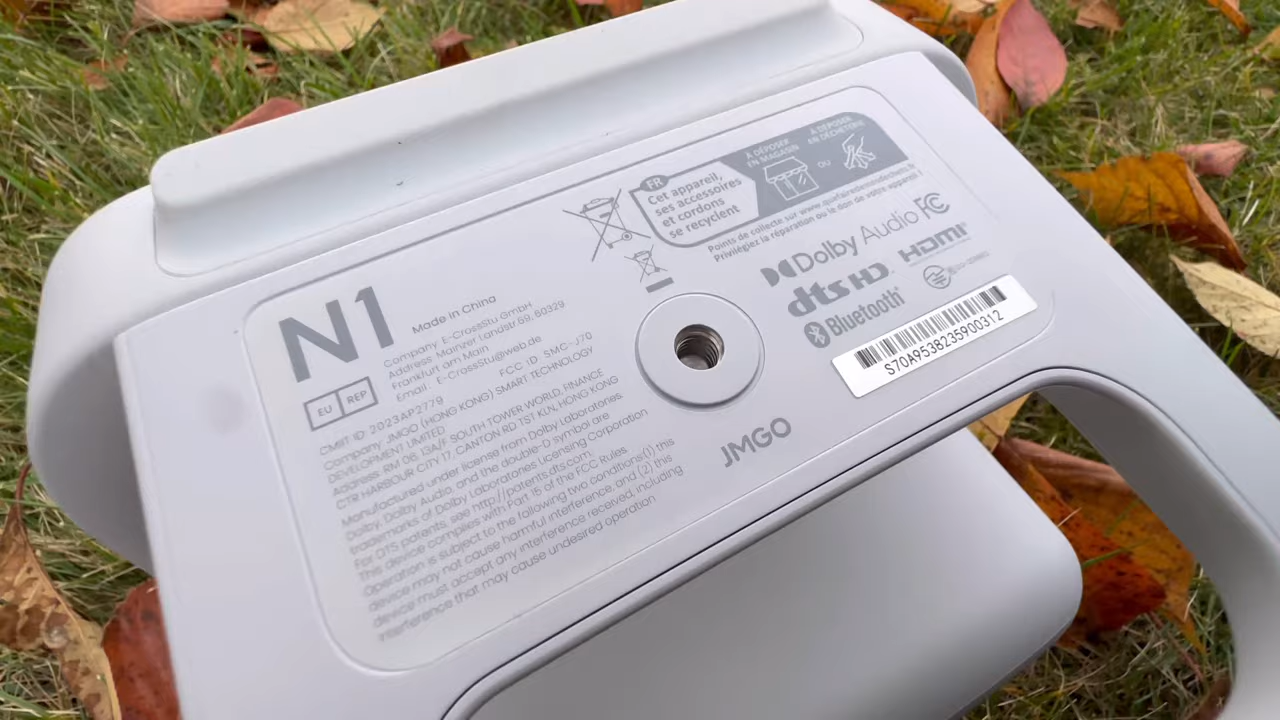 N1
Made in China
Company E-CrossStu GmbH
Address Mainzer Landstr.69, 60329
Frankfurt am Main
Email : E-CrossStu@web.de
EU REP
FCC ID SMC-J70
CMIIT ID: 2023AP2779
Company: JMGO (HONG KONG) SMART TECHNOLOGY
DEVELOPMENT LIMITED
Address: RM 06 13A/F SOUTH TOWER WORLD FINANCE
CTR HARBOUR CITY 17, CANYON RD TST KLN, HONG KONG
Manufactured under license from Dolby Laboratories.
Dolby, Dolby Audio, and the double-D symbol are
trademarks of Dolby Laboratories Licensing Corporation
For DTS patents, see http://patents.dts.com
This device complies with Part 15 of the FCC Rules
Operation is subject to the following two conditions:(1) this
device may not cause harmful interference, and (2) this
device must accept any interference received, including
interference that may cause undesired operation
FR
Cet appareil,
ses accessoires
et cordons
se recyclent
À DÉPOSER
EN MAGASIN
OU
À DÉPOSER
EN DÉCHÈTERIE
Points de collecte sur www.quefairedemesdechets.fr
Privilégiez la réparation ou le don de votre appareil !
Dolby Audio FC
dts HD HDMI
Bluetooth
S70A9538235900312
JMGO